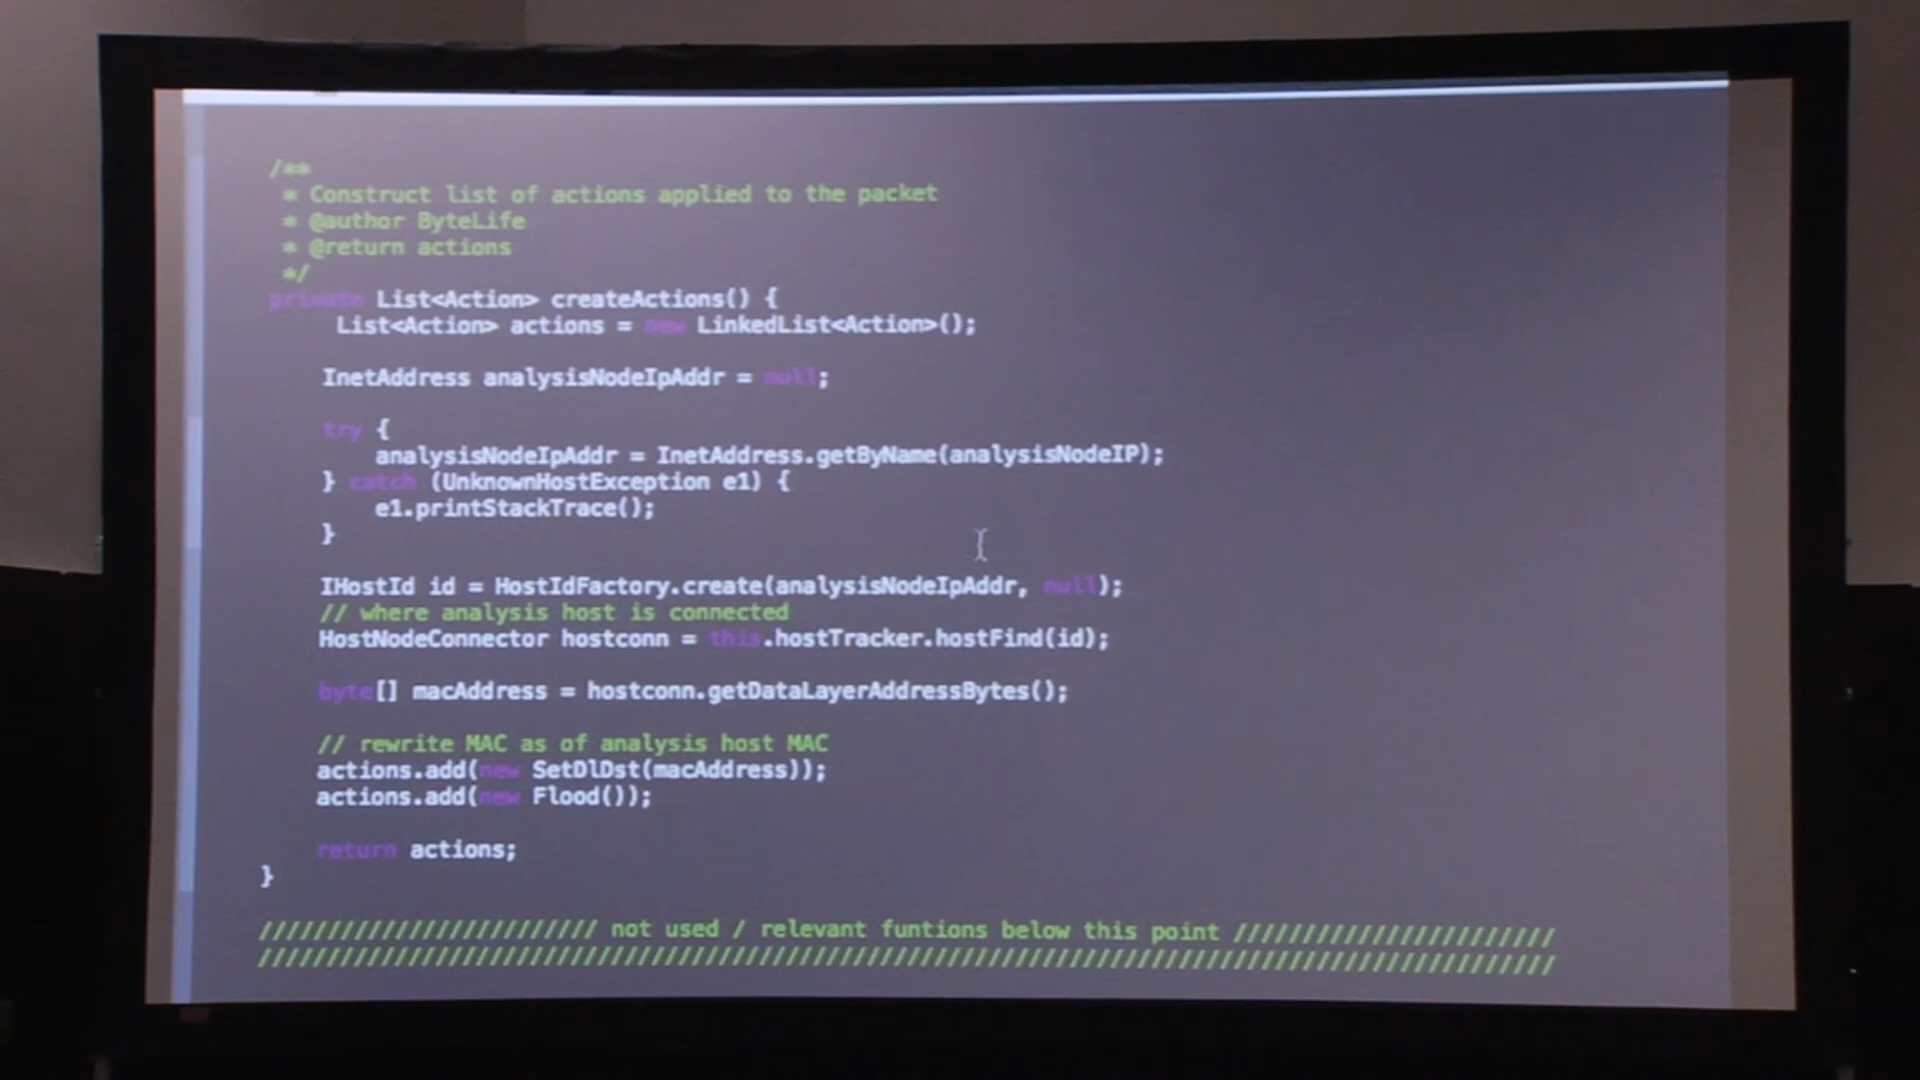 /**
* Construct list of actions applied to the packet
* @author ByteLife
* @return actions
*/
private List<Action> createActions() {
List<Action> actions = new LinkedList<Action>();
InetAddress analysisNodeIpAddr = null;
try {
analysisNodeIpAddr = InetAddress.getByName(analysisNodeIP);
} catch (UnknownHostException e1) {
e1.printStackTrace();
}
IHostId id = HostIdFactory.create(analysisNodeIpAddr, null);
// where analysis host is connected
HostNodeConnector hostconn = this.hostTracker.hostFind(id);
byte[] macAddress = hostconn.getDataLayerAddressBytes();
// rewrite MAC as of analysis host MAC
actions.add(new SetDlDst(macAddress));
actions.add(new Flood());
return actions;
}
///////////////////////// not used / relevant funtions below this point ////////////////////////
/////////////////////////////////////////////////////////////////////////////////////////////////